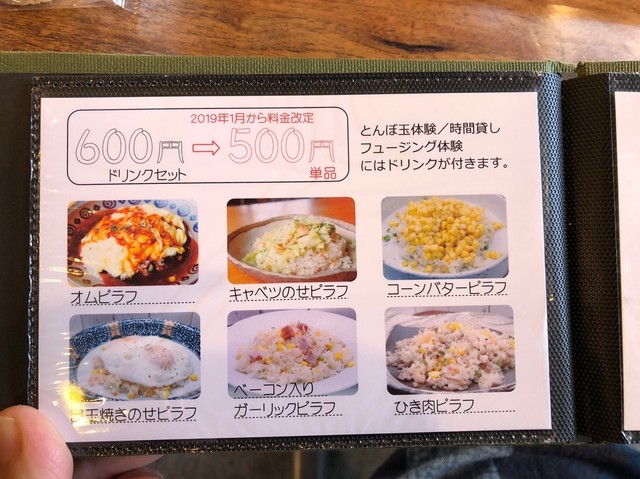 2019年1月から料金改定
600円⇨500円
ドリンクセット
単品
とんぼ玉体験／時間貸し
フュージング体験
にはドリンクが付きます。
オムピラフ
キャベツのせピラフ
コーンバターピラフ
玉焼きのせピラフ
ベーコン入り
ガーリックピラフ
ひき肉ピラフ